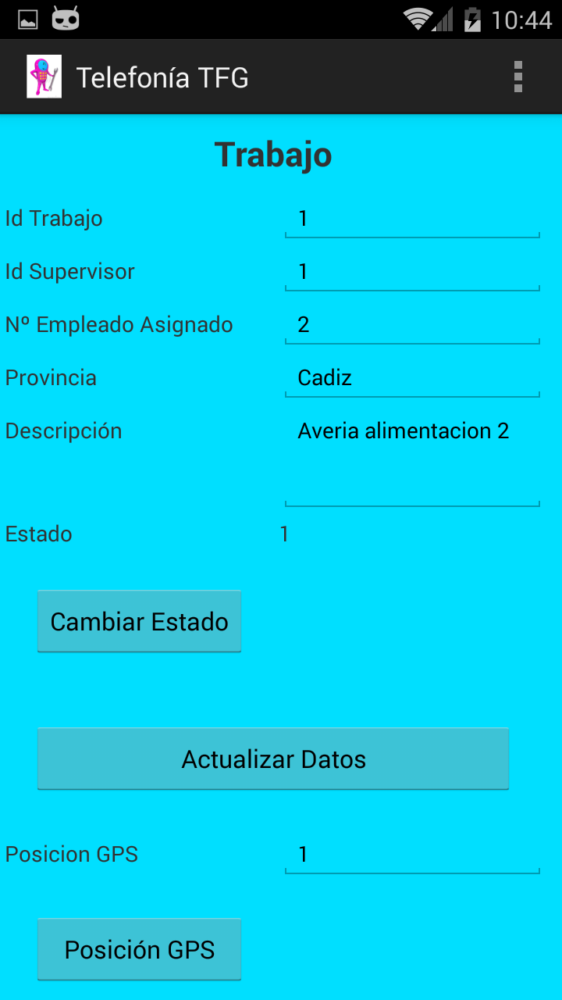 10:44
Telefonía TFG
Trabajo
Id Trabajo 1
Id Supervisor 1
Nº Empleado Asignado 2
Provincia Cadiz
Descripción Averia alimentacion 2
Estado 1
Cambiar Estado
Actualizar Datos
Posicion GPS 1
Posición GPS